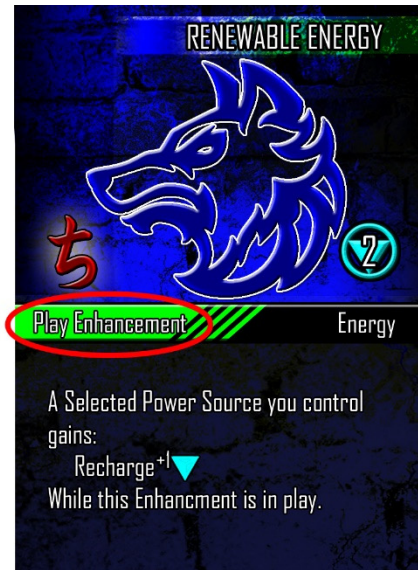 RENEWABLE ENERGY
ち
2
Play Enhancement
Energy
A Selected Power Source you control
gains:
Recharge+1
While this Enhancment is in play.